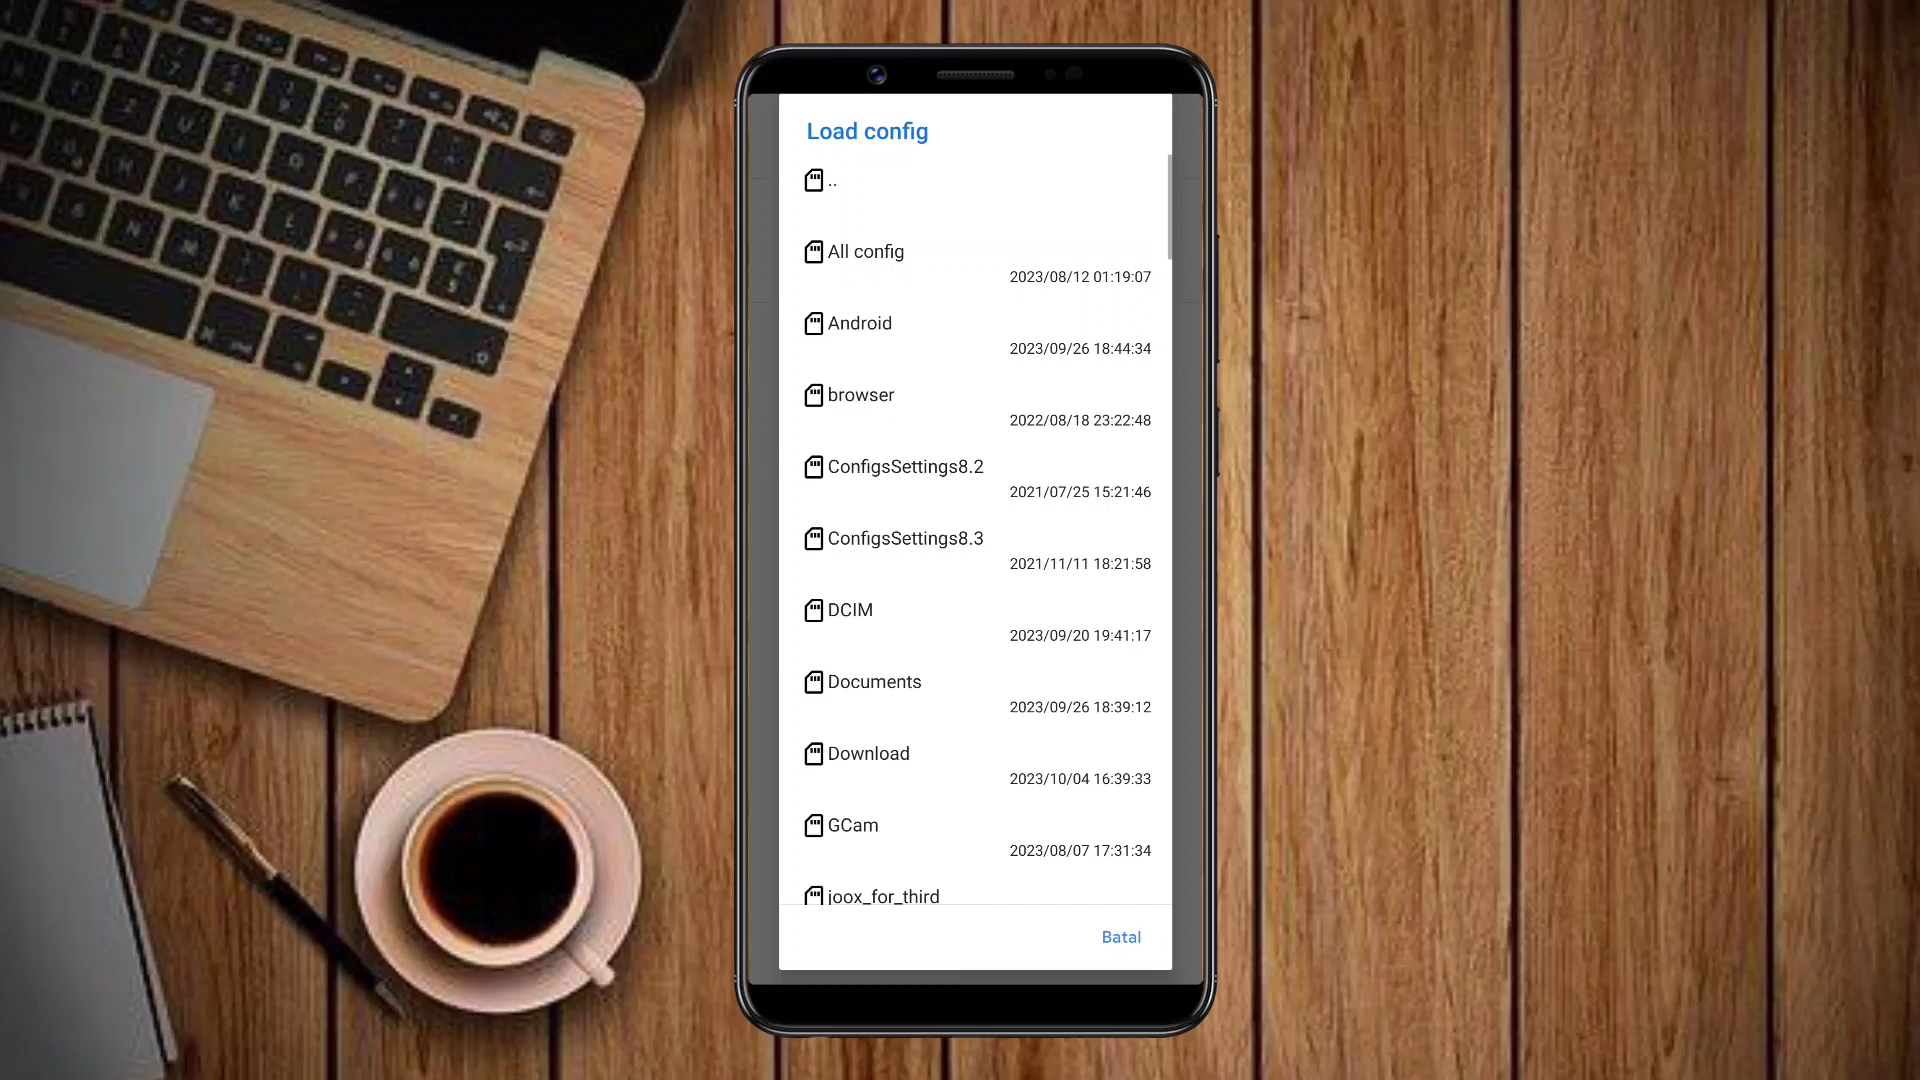 Load config
..
All config
2023/08/12 01:19:07
Android
2023/09/26 18:44:34
browser
2022/08/18 23:22:48
ConfigsSettings8.2
2021/07/25 15:21:46
ConfigsSettings8.3
2021/11/11 18:21:58
DCIM
2023/09/20 19:41:17
Documents
2023/09/26 18:39:12
Download
2023/10/04 16:39:33
GCam
2023/08/07 17:31:34
joox_for_third
Batal